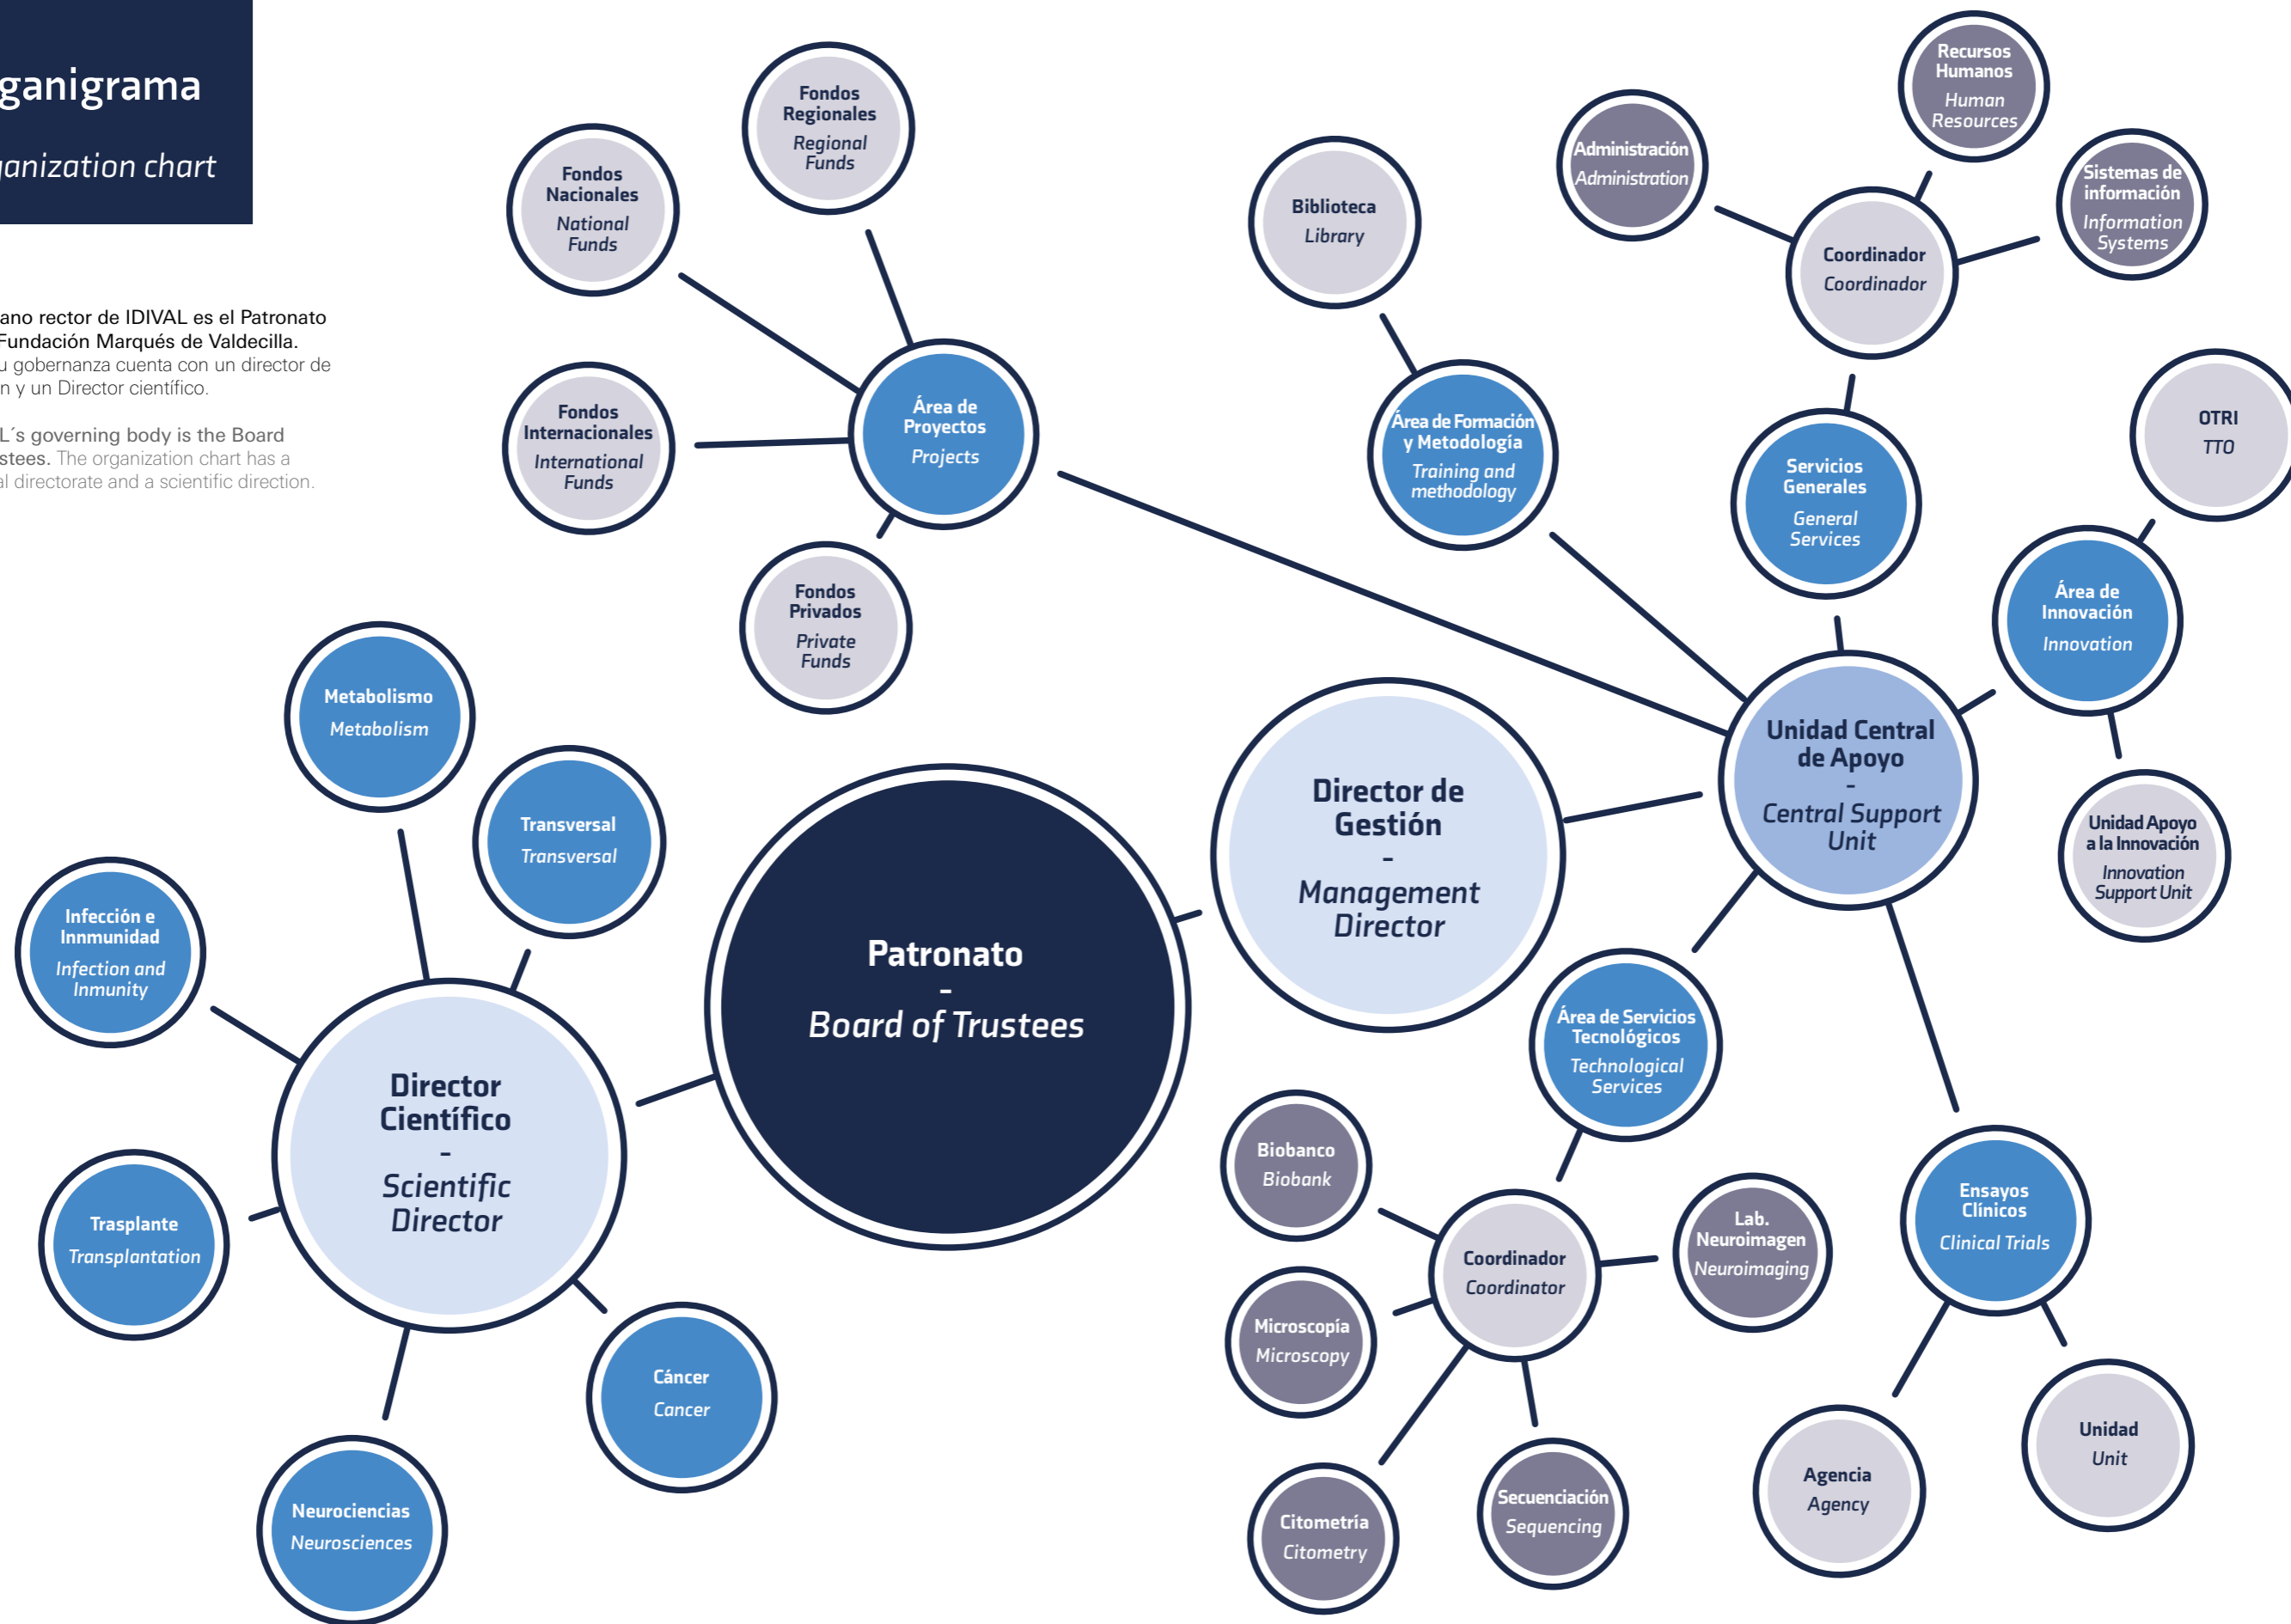 ganigrama
ganization chart
ano rector de IDIVAL es el Patronato
Fundación Marqués de Valdecilla.
u gobernanza cuenta con un director de
n y un Director científico.
L´s governing body is the Board
stees. The organization chart has a
al directorate and a scientific direction.
Fondos
Regionales
Regional
Funds
Fondos
Nacionales
National
Funds
Fondos
Internacionales
International
Funds
Fondos
Privados
Private
Funds
Área de
Proyectos
Projects
Biblioteca
Library
Área de Formación
y Metodología
Training and
methodology
Administración
Administration
Recursos
Humanos
Human
Resources
Sistemas de
información
Information
Systems
Coordinador
Coordinador
Servicios
Generales
General
Services
OTRI
TTO
Área de
Innovación
Innovation
Unidad Apoyo
a la Innovación
Innovation
Support Unit
Unidad Central
de Apoyo
-
Central Support
Unit
Director de
Gestión
-
Management
Director
Patronato
-
Board of Trustees
Metabolismo
Metabolism
Transversal
Transversal
Infección e
Innmunidad
Infection and
Inmunity
Director
Científico
-
Scientific
Director
Trasplante
Transplantation
Cáncer
Cancer
Neurociencias
Neurosciences
Área de Servicios
Tecnológicos
Technological
Services
Biobanco
Biobank
Coordinador
Coordinator
Lab.
Neuroimagen
Neuroimaging
Microscopía
Microscopy
Citometría
Citometry
Secuenciación
Sequencing
Ensayos
Clínicos
Clinical Trials
Agencia
Agency
Unidad
Unit